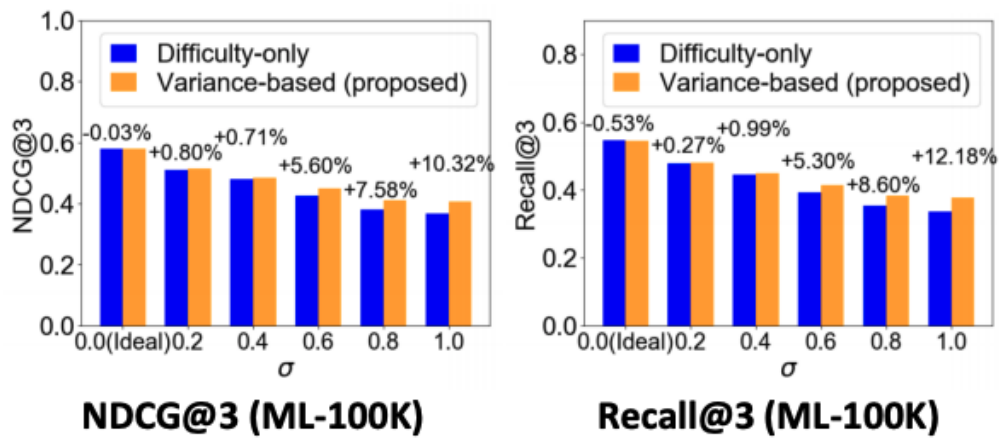 NDCG@3
1.0
0.8
0.6
0.4
0.2
0.0
Difficulty-only
Variance-based (proposed)
-0.03%
+0.80%
+0.71%
+5.60%
+7.58%
+10.32%
0.0(Ideal) 0.2 0.4 0.6 0.8 1.0
σ
NDCG@3 (ML-100K)
Recall@3
0.8
0.6
0.4
0.2
0.0
Difficulty-only
Variance-based (proposed)
-0.53%
+0.27%
+0.99%
+5.30%
+8.60%
+12.18%
0.0(Ideal) 0.2 0.4 0.6 0.8 1.0
σ
Recall@3 (ML-100K)